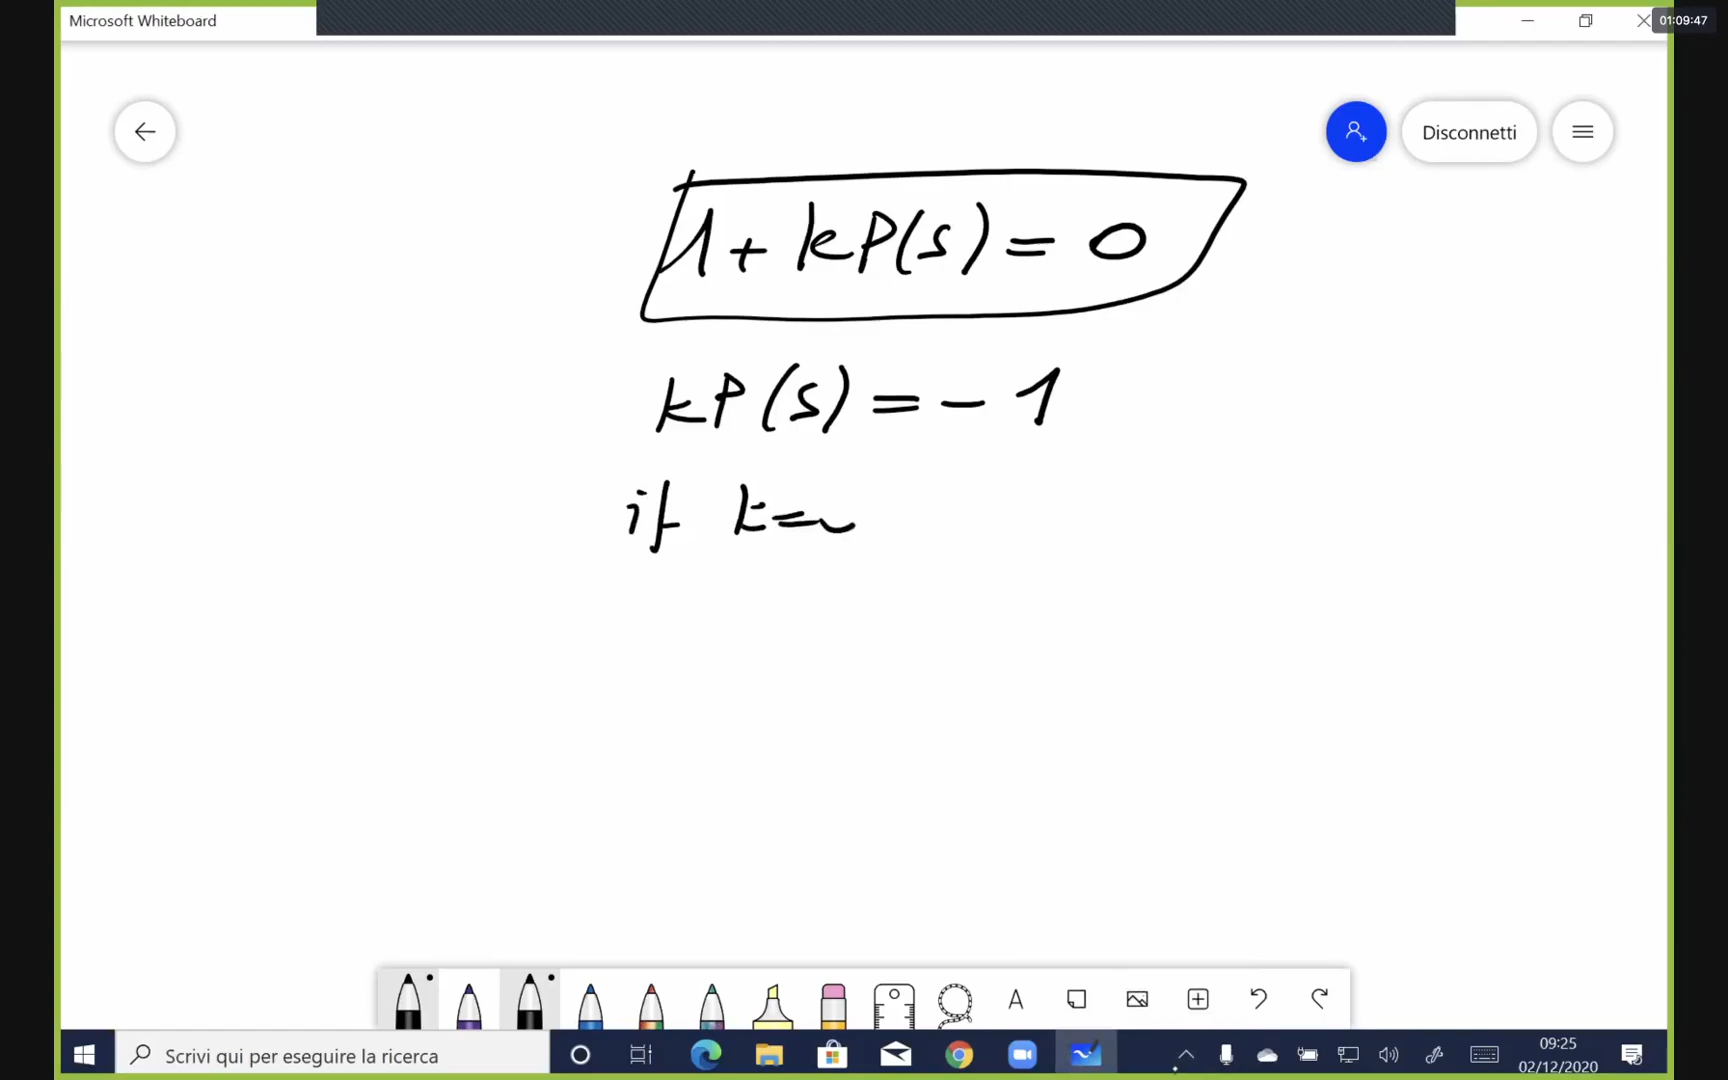 Microsoft Whiteboard
01:09:47
Disconnetti
1 + kP(s) = 0
kP(s) = - 1
if k=
Scrivi qui per eseguire la ricerca
09:25
02/12/2020